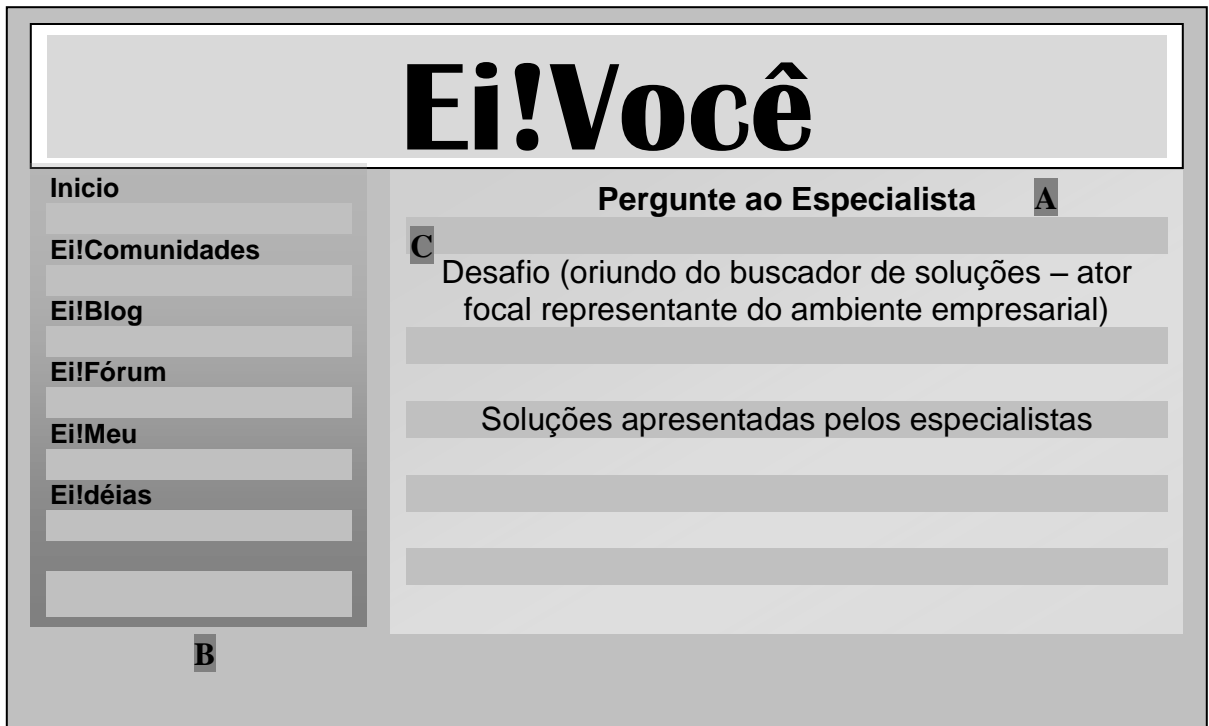 Ei!Você
Inicio
Ei!Comunidades
Ei!Blog
Ei!Fórum
Ei!Meu
Ei!déias
B
Pergunte ao Especialista A
C
Desafio (oriundo do buscador de soluções – ator
focal representante do ambiente empresarial)
Soluções apresentadas pelos especialistas